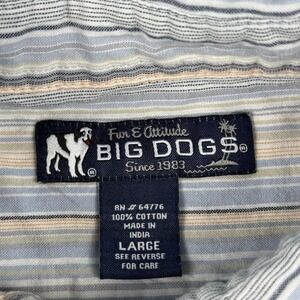 Fun & Attitude
BIG DOGS®
Since 1983
RN # 64776
100% COTTON
MADE IN
INDIA
LARGE
SEE REVERSE
FOR CARE